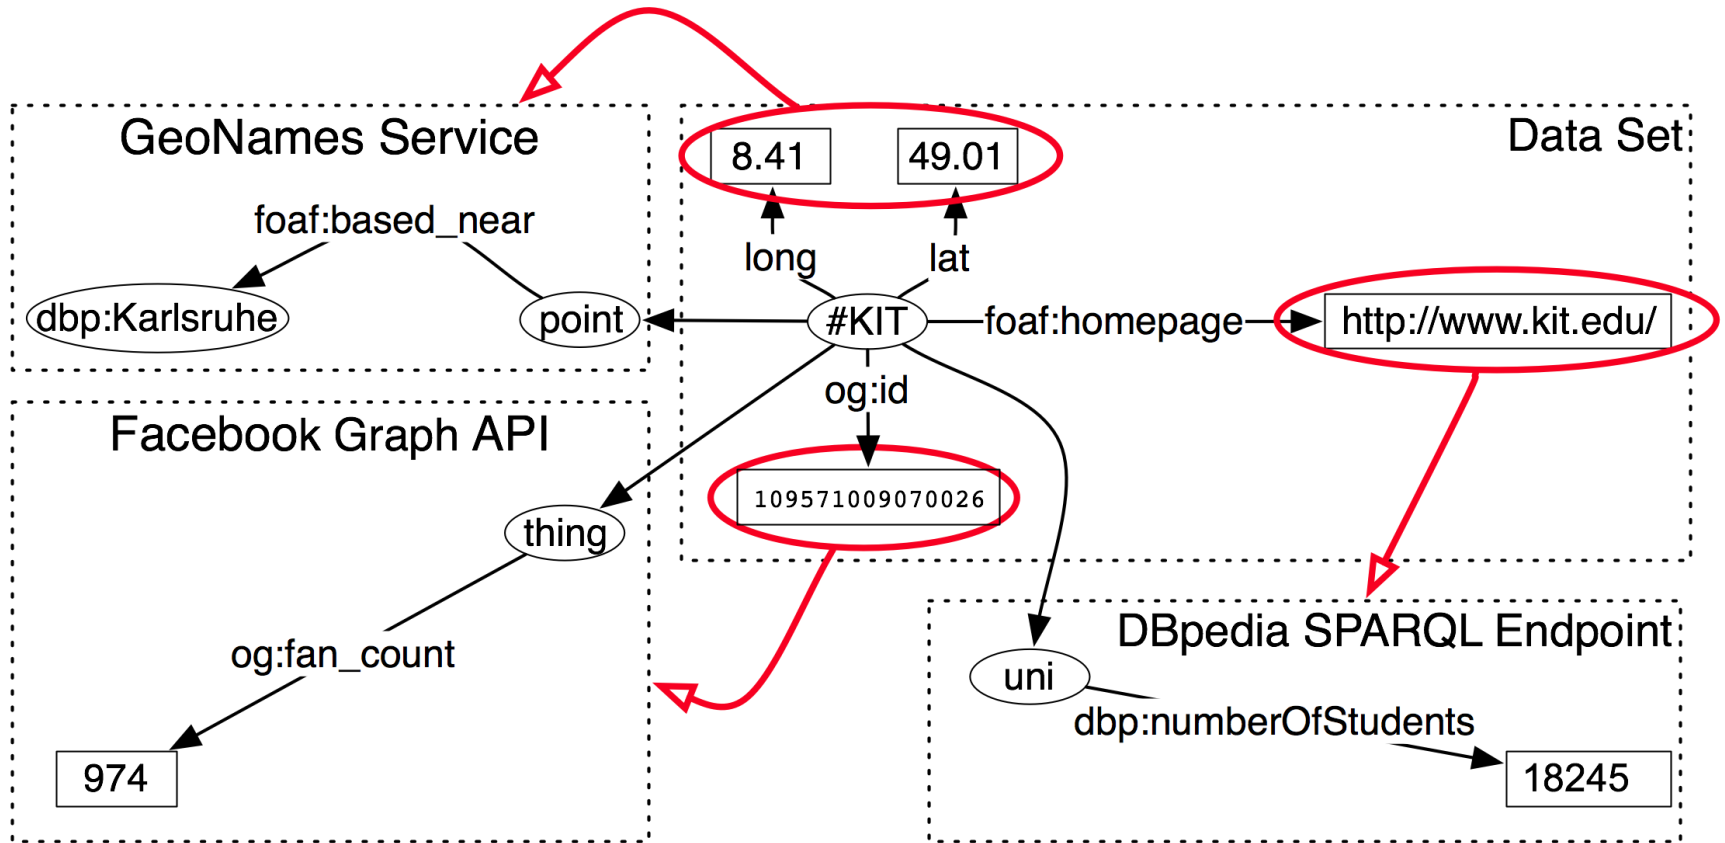 GeoNames Service
foaf:based_near
dbp:Karlsruhe
point
Data Set
8.41
49.01
long
lat
#KIT
foaf:homepage
http://www.kit.edu/
og:id
109571009070026
Facebook Graph API
thing
og:fan_count
974
DBpedia SPARQL Endpoint
uni
dbp:numberOfStudents
18245